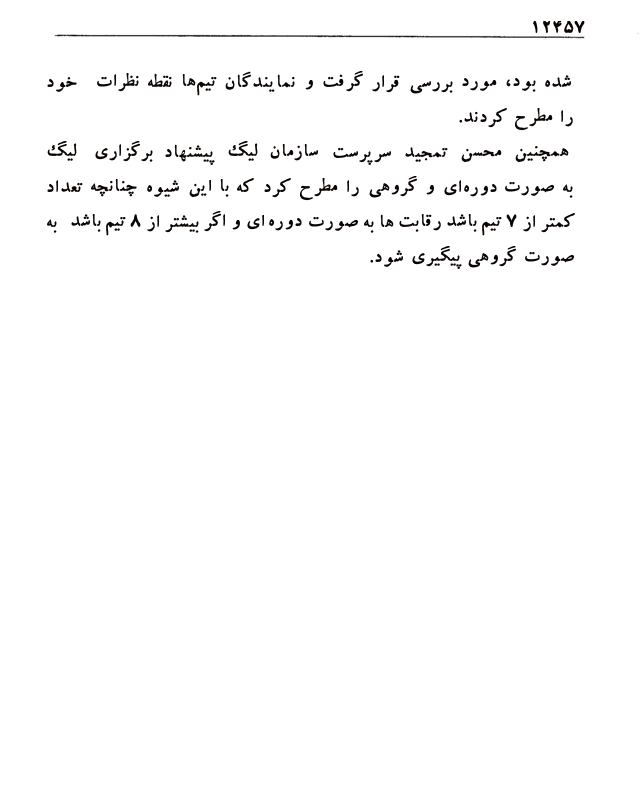 ۱۲۴۵۷
شده بود، مورد بررسی قرار گرفت و نمایندگان تیم‌ها نقطه نظرات خود
را مطرح کردند.
همچنین محسن تمجید سرپرست سازمان لیگ پیشنهاد برگزاری لیگ
به صورت دوره‌ای و گروهی را مطرح کرد که با این شیوه چنانچه تعداد
کمتر از ۷ تیم باشد رقابت ها به صورت دوره ای و اگر بیشتر از ۸ تیم باشد به
صورت گروهی پیگیری شود.